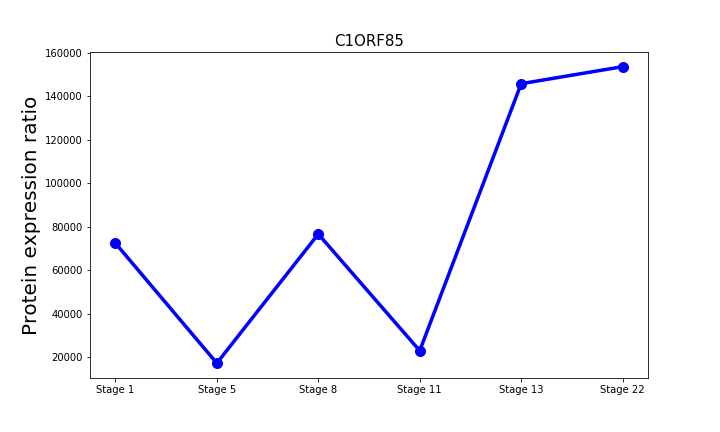 C1ORF85
Protein expression ratio
160000
140000
120000
100000
80000
60000
40000
20000
Stage 1 Stage 5 Stage 8 Stage 11 Stage 13 Stage 22